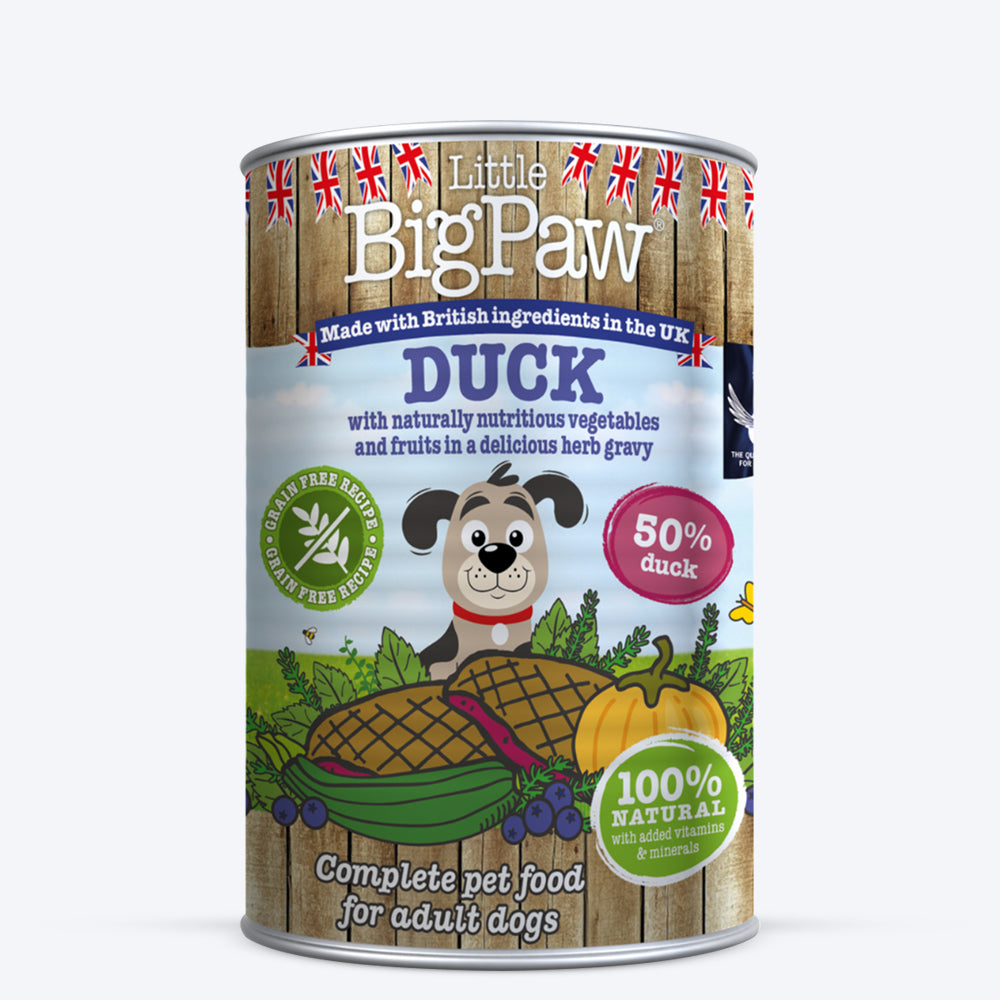 Little
BigPaw®
Made with British ingredients in the UK
DUCK
with naturally nutritious vegetables
and fruits in a delicious herb gravy
GRAIN FREE RECIPE
GRAIN FREE RECIPE
50%
duck
THE
FOR
100%
NATURAL
with added vitamins
& minerals
Complete pet food
for adult dogs